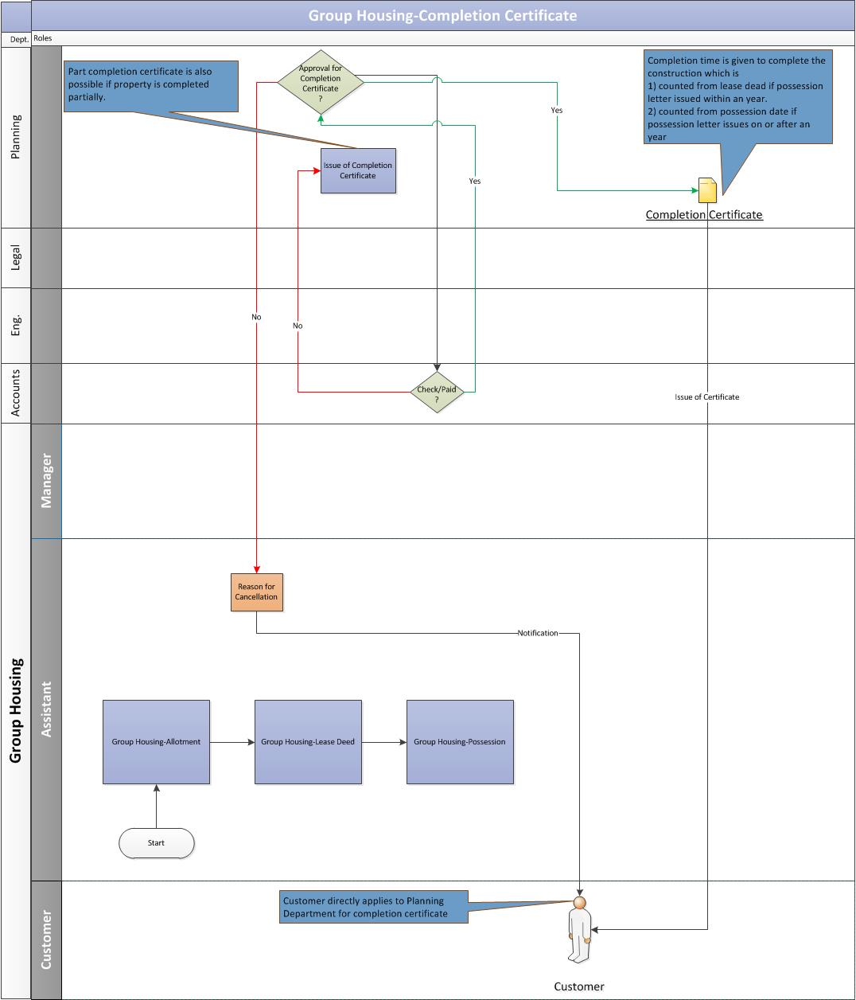 Group Housing-Completion Certificate
Dept.
Roles
Planning
Part completion certificate is also
possible if property is completed
partially.
Approval for
Completion
Certificate
?
Completion time is given to complete the
construction which is
1) counted from lease dead if possession
letter issued within an year.
2) counted from possession date if
possession letter issues on or after an
year
Yes
Issue of Completion
Certificate
Yes
Completion Certificate
Legal
Eng.
No
No
Accounts
Check/Paid
?
Issue of Certificate
Group Housing
Manager
Assistant
Reason for
Cancellation
Notification
Group Housing-Allotment
Group Housing-Lease Deed
Group Housing-Possession
Start
Customer
Customer directly applies to Planning
Department for completion certificate
Customer